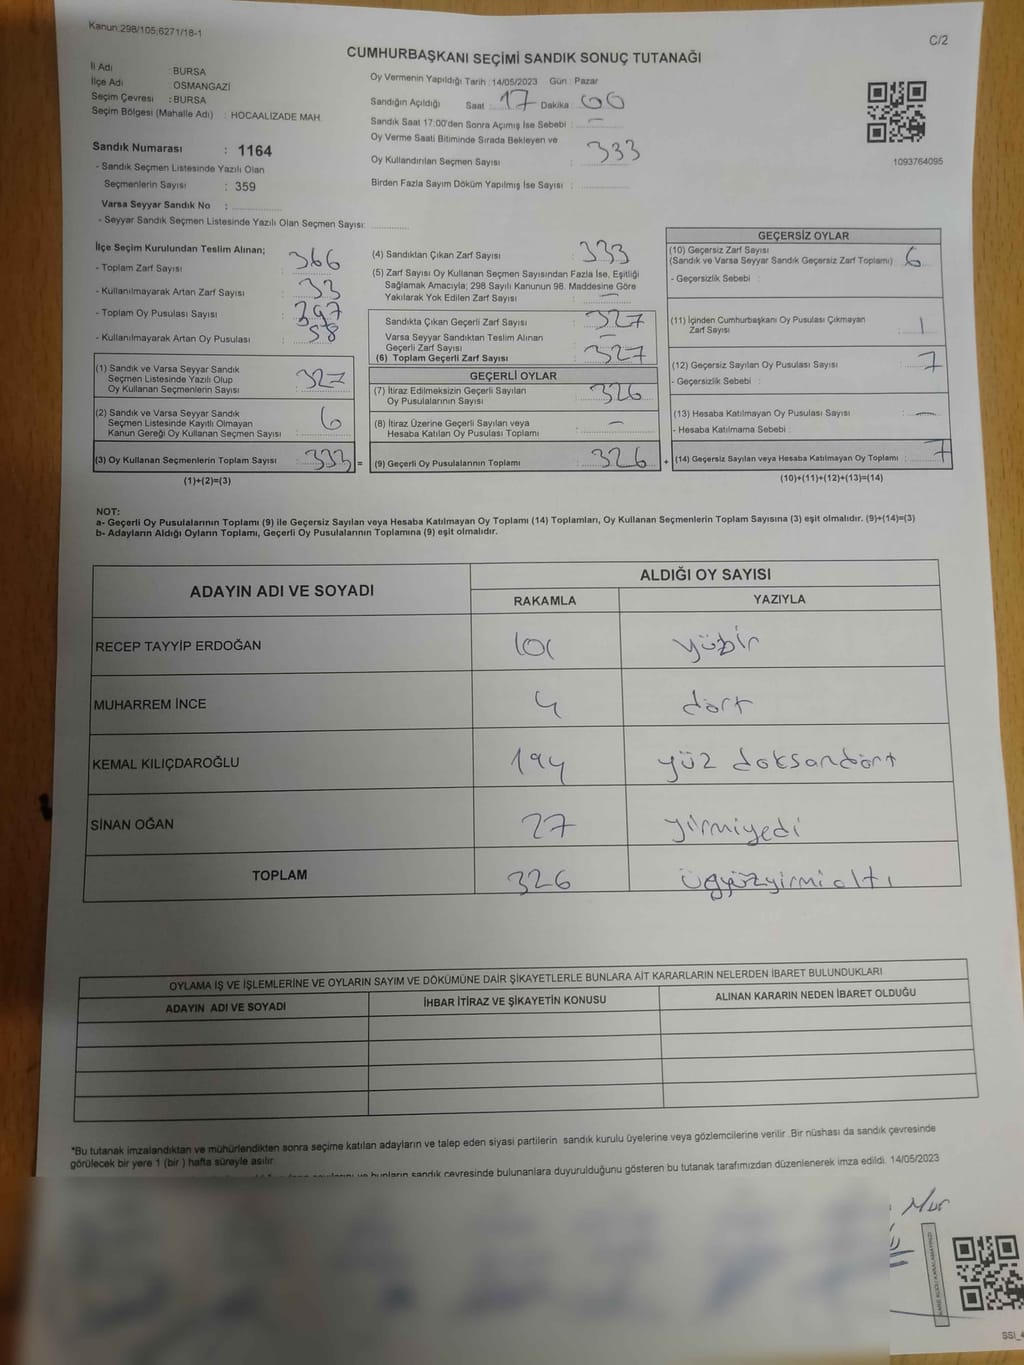 Kanun:298/105;6271/18-1
C/2
CUMHURBAŞKANI SEÇİMİ SANDIK SONUÇ TUTANAĞI
İl Adı : BURSA
İlçe Adı OSMANGAZİ
Seçim Çevresi : BURSA
Seçim Bölgesi (Mahalle Adı) : HOCAALİZADE MAH.
Sandık Numarası : 1164
- Sandık Seçmen Listesinde Yazılı Olan
Seçmenlerin Sayısı : 359
Varsa Seyyar Sandık No :
- Seyyar Sandık Seçmen Listesinde Yazılı Olan Seçmen Sayısı:
Oy Vermenin Yapıldığı Tarih :14/05/2023 Gün : Pazar
Sandığın Açıldığı Saat : 17 Dakika : 00
Sandık Saat 17:00'den Sonra Açımış İse Sebebi : -
Oy Verme Saati Bitiminde Sırada Bekleyen ve
Oy Kullandırılan Seçmen Sayısı : 333
Birden Fazla Sayım Döküm Yapılmış İse Sayısı :
1093764095
İlçe Seçim Kurulundan Teslim Alınan;
- Toplam Zarf Sayısı : 366
- Kullanılmayarak Artan Zarf Sayısı : 33
- Toplam Oy Pusulası Sayısı : 397
- Kullanılmayarak Artan Oy Pusulası : 58
(1) Sandık ve Varsa Seyyar Sandık
Seçmen Listesinde Yazılı Olup
Oy Kullanan Seçmenlerin Sayısı : 327
(2) Sandık ve Varsa Seyyar Sandık
Seçmen Listesinde Kayıtlı Olmayan
Kanun Gereği Oy Kullanan Seçmen Sayısı : 6
(3) Oy Kullanan Seçmenlerin Toplam Sayısı : 333 =
(1)+(2)=(3)
(4) Sandıktan Çıkan Zarf Sayısı : 333
(5) Zarf Sayısı Oy Kullanan Seçmen Sayısından Fazla İse, Eşitliği
Sağlamak Amacıyla; 298 Sayılı Kanunun 98. Maddesine Göre
Yakılarak Yok Edilen Zarf Sayısı : -
Sandıkta Çıkan Geçerli Zarf Sayısı : 327
Varsa Seyyar Sandıktan Teslim Alınan
Geçerli Zarf Sayısı : -
(6) Toplam Geçerli Zarf Sayısı : 327
GEÇERLİ OYLAR
(7) İtiraz Edilmeksizin Geçerli Sayılan
Oy Pusulalarının Sayısı : 326
(8) İtiraz Üzerine Geçerli Sayılan veya
Hesaba Katılan Oy Pusulası Toplamı : -
(9) Geçerli Oy Pusulalarının Toplamı : 326 +
GEÇERSİZ OYLAR
(10) Geçersiz Zarf Sayısı
(Sandık ve Varsa Seyyar Sandık Geçersiz Zarf Toplamı) : 6
- Geçersizlik Sebebi :
(11) İçinden Cumhurbaşkanı Oy Pusulası Çıkmayan
Zarf Sayısı : 1
(12) Geçersiz Sayılan Oy Pusulası Sayısı : 7
- Geçersizlik Sebebi :
(13) Hesaba Katılmayan Oy Pusulası Sayısı : -
- Hesaba Katılmama Sebebi :
(14) Geçersiz Sayılan veya Hesaba Katılmayan Oy Toplamı : 7
(10)+(11)+(12)+(13)=(14)
NOT:
a- Geçerli Oy Pusulalarının Toplamı (9) ile Geçersiz Sayılan veya Hesaba Katılmayan Oy Toplamı (14) Toplamları, Oy Kullanan Seçmenlerin Toplam Sayısına (3) eşit olmalıdır. (9)+(14)=(3)
b- Adayların Aldığı Oyların Toplamı, Geçerli Oy Pusulalarının Toplamına (9) eşit olmalıdır.
ADAYIN ADI VE SOYADI ALDIĞI OY SAYISI
RAKAMLA YAZIYLA
RECEP TAYYİP ERDOĞAN 101 yüzbir
MUHARREM İNCE 4 dört
KEMAL KILIÇDAROĞLU 194 yüz doksandört
SİNAN OĞAN 27 yirmiyedi
TOPLAM 326 üçyüzyirmialtı
OYLAMA İŞ VE İŞLEMLERİNE VE OYLARIN SAYIM VE DÖKÜMÜNE DAİR ŞİKAYETLERLE BUNLARA AİT KARARLARIN NELERDEN İBARET BULUNDUKLARI
ADAYIN ADI VE SOYADI İHBAR İTİRAZ VE ŞİKAYETİN KONUSU ALINAN KARARIN NEDEN İBARET OLDUĞU
*Bu tutanak imzalandıktan ve mühürlendikten sonra seçime katılan adayların ve talep eden siyasi partilerin sandık kurulu üyelerine veya gözlemcilerine verilir .Bir nüshası da sandık çevresinde
görülecek bir yere 1 (bir ) hafta süreyle asılır.
ve bunların sandık çevresinde bulunanlara duyurulduğunu gösteren bu tutanak tarafımızdan düzenlenerek imza edildi. 14/05/2023